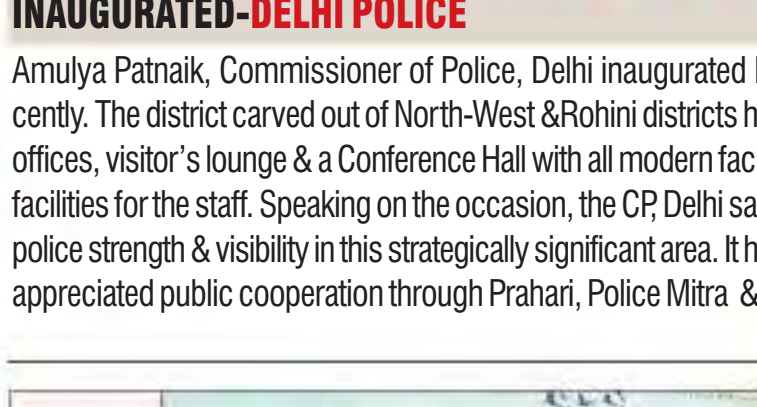 INAUGURATED-DELHI POLICE
Amulya Patnaik, Commissioner of Police, Delhi inaugurated
cently. The district carved out of North-West &Rohini districts h
offices, visitor's lounge & a Conference Hall with all modern fac
facilities for the staff. Speaking on the occasion, the CP, Delhi sa
police strength & visibility in this strategically significant area. It h
appreciated public cooperation through Prahari, Police Mitra &